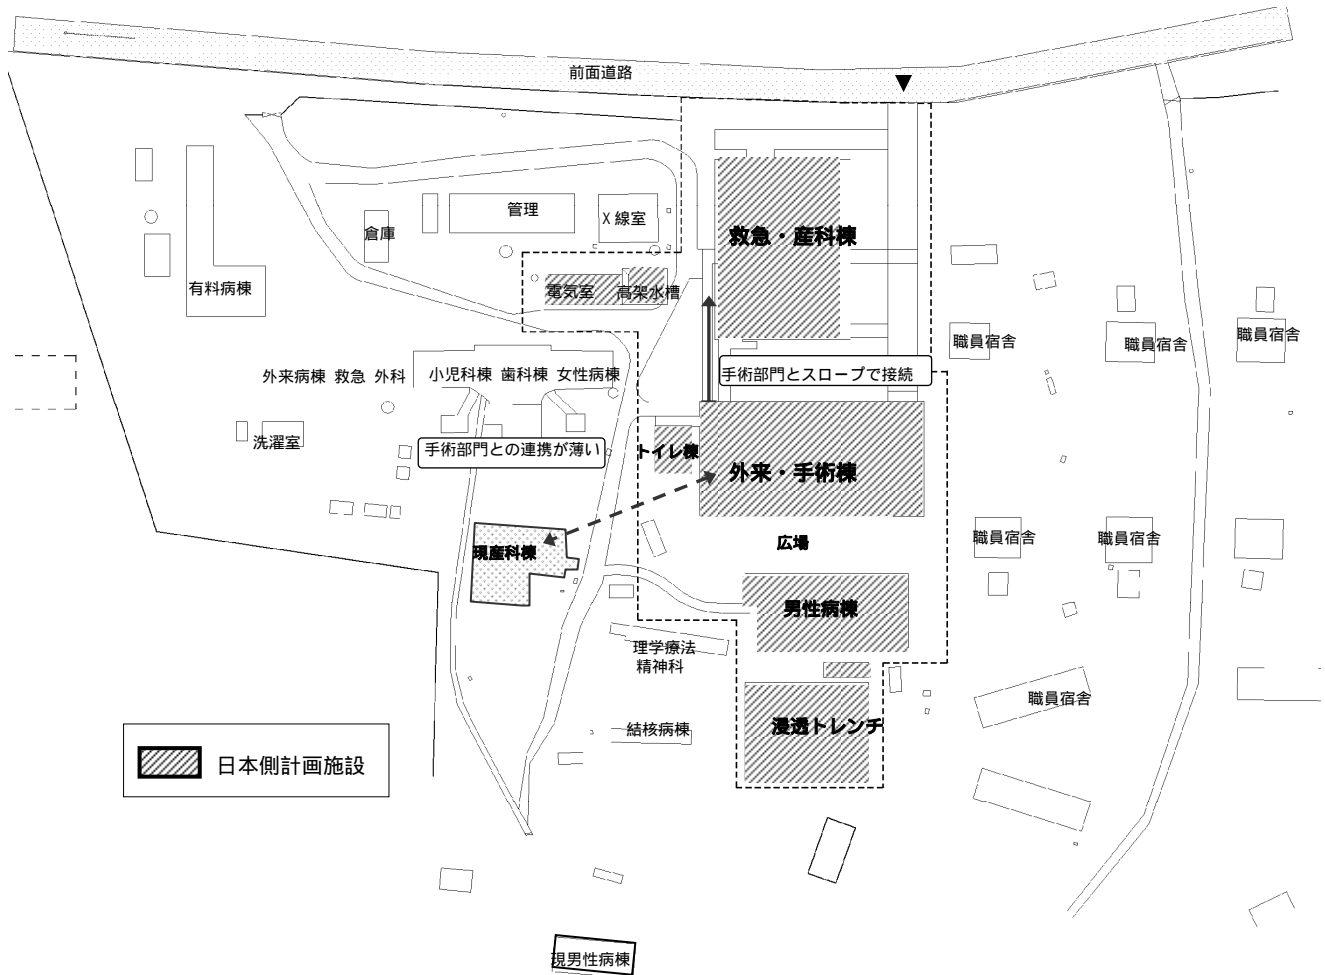 前面道路
管理
X線室
倉庫
救急・産科棟
有料病棟
電気室
高架水槽
職員宿舎
職員宿舎
職員宿舎
外来病棟 救急 外科
小児科棟 歯科棟 女性病棟
手術部門とスロープで接続
洗濯室
手術部門との連携が薄い
トイレ棟
外来・手術棟
現産科棟
広場
職員宿舎
職員宿舎
男性病棟
理学療法
精神科
職員宿舎
結核病棟
浸透トレンチ
日本側計画施設
現男性病棟